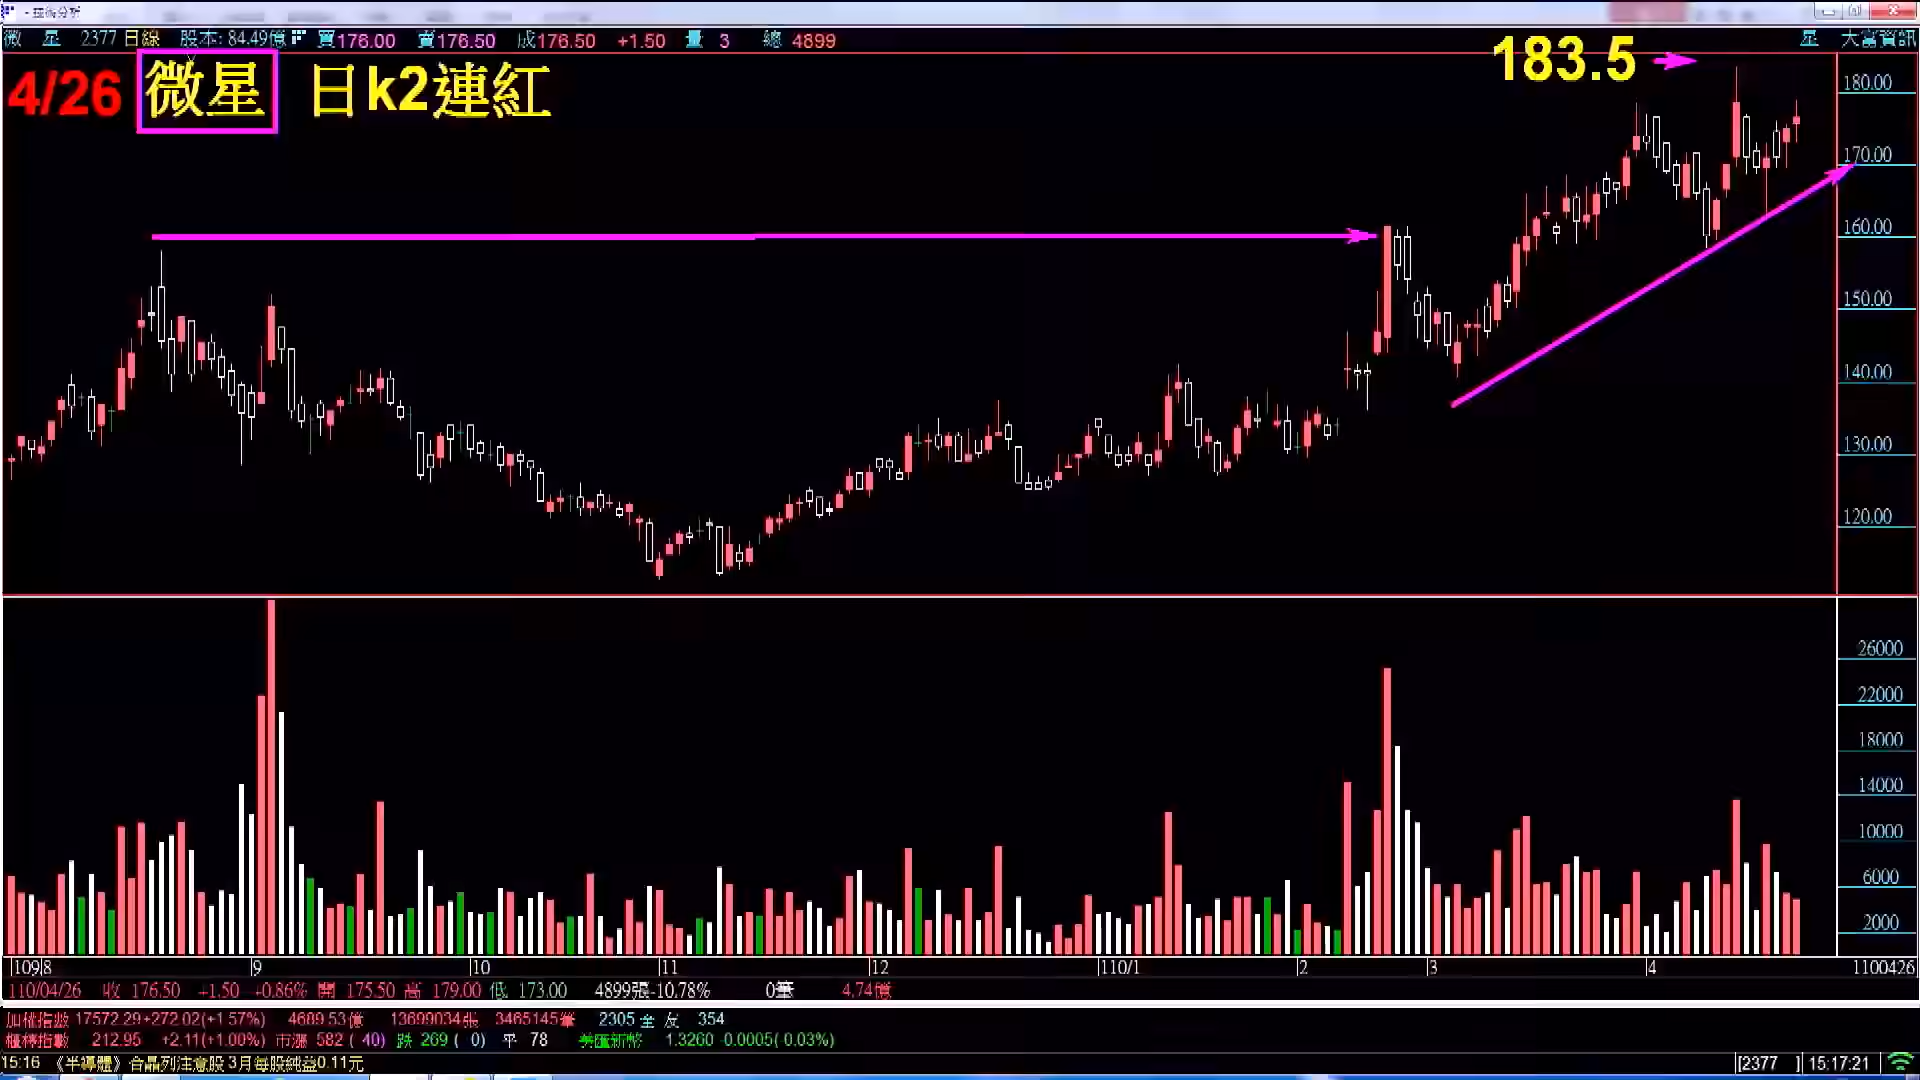 - 技術分析
微 星 2377 日線 股本: 84.49億 買176.00 賣176.50 成176.50 +1.50 量 3 總 4899
星 大富資訊
4/26 微星 日k2連紅
183.5
180.00
170.00
160.00
150.00
140.00
130.00
120.00
26000
22000
18000
14000
10000
6000
2000
109/8 9 10 11 12 110/1 2 3 4 1100426
110/04/26 收 176.50 +1.50 +0.86% 開 175.50 高 179.00 低 173.00 4899張-10.78% 0筆 4.74億
加權指數 17572.29+272.02(+1.57%) 4689.53億 13699034張 3465145筆 2305 金 友 354
櫃檯指數 212.95 +2.11(+1.00%) 市漲 582 ( 40) 跌 269 ( 0) 平 78 美匯新幣 1.3260 -0.0005(-0.03%)
15:16 《半導體》合晶列注意股 3月每股純益0.11元
[2377 ] 15:17:21